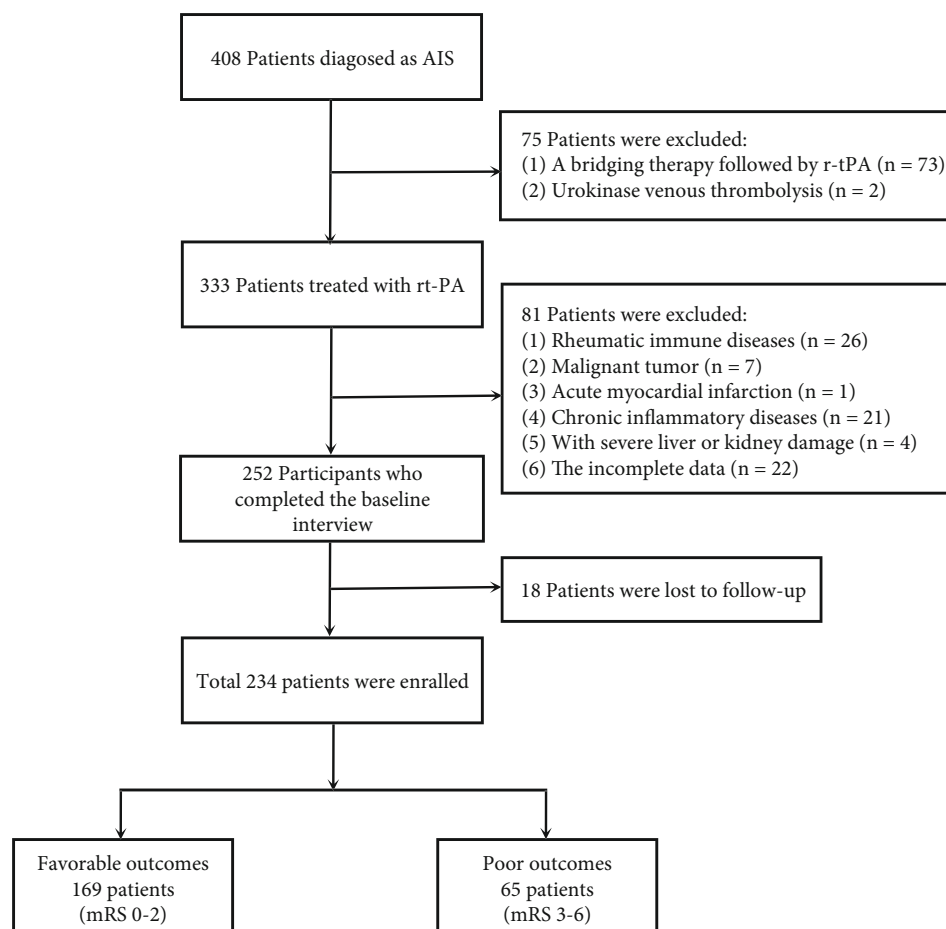 408 Patients diagosed as AIS
75 Patients were excluded:
(1) A bridging therapy followed by r-tPA (n = 73)
(2) Urokinase venous thrombolysis (n = 2)
333 Patients treated with rt-PA
81 Patients were excluded:
(1) Rheumatic immune diseases (n = 26)
(2) Malignant tumor (n = 7)
(3) Acute myocardial infarction (n = 1)
(4) Chronic inflammatory diseases (n = 21)
(5) With severe liver or kidney damage (n = 4)
(6) The incomplete data (n = 22)
252 Participants who
completed the baseline
interview
18 Patients were lost to follow-up
Total 234 patients were enralled
Favorable outcomes
169 patients
(mRS 0-2)
Poor outcomes
65 patients
(mRS 3-6)